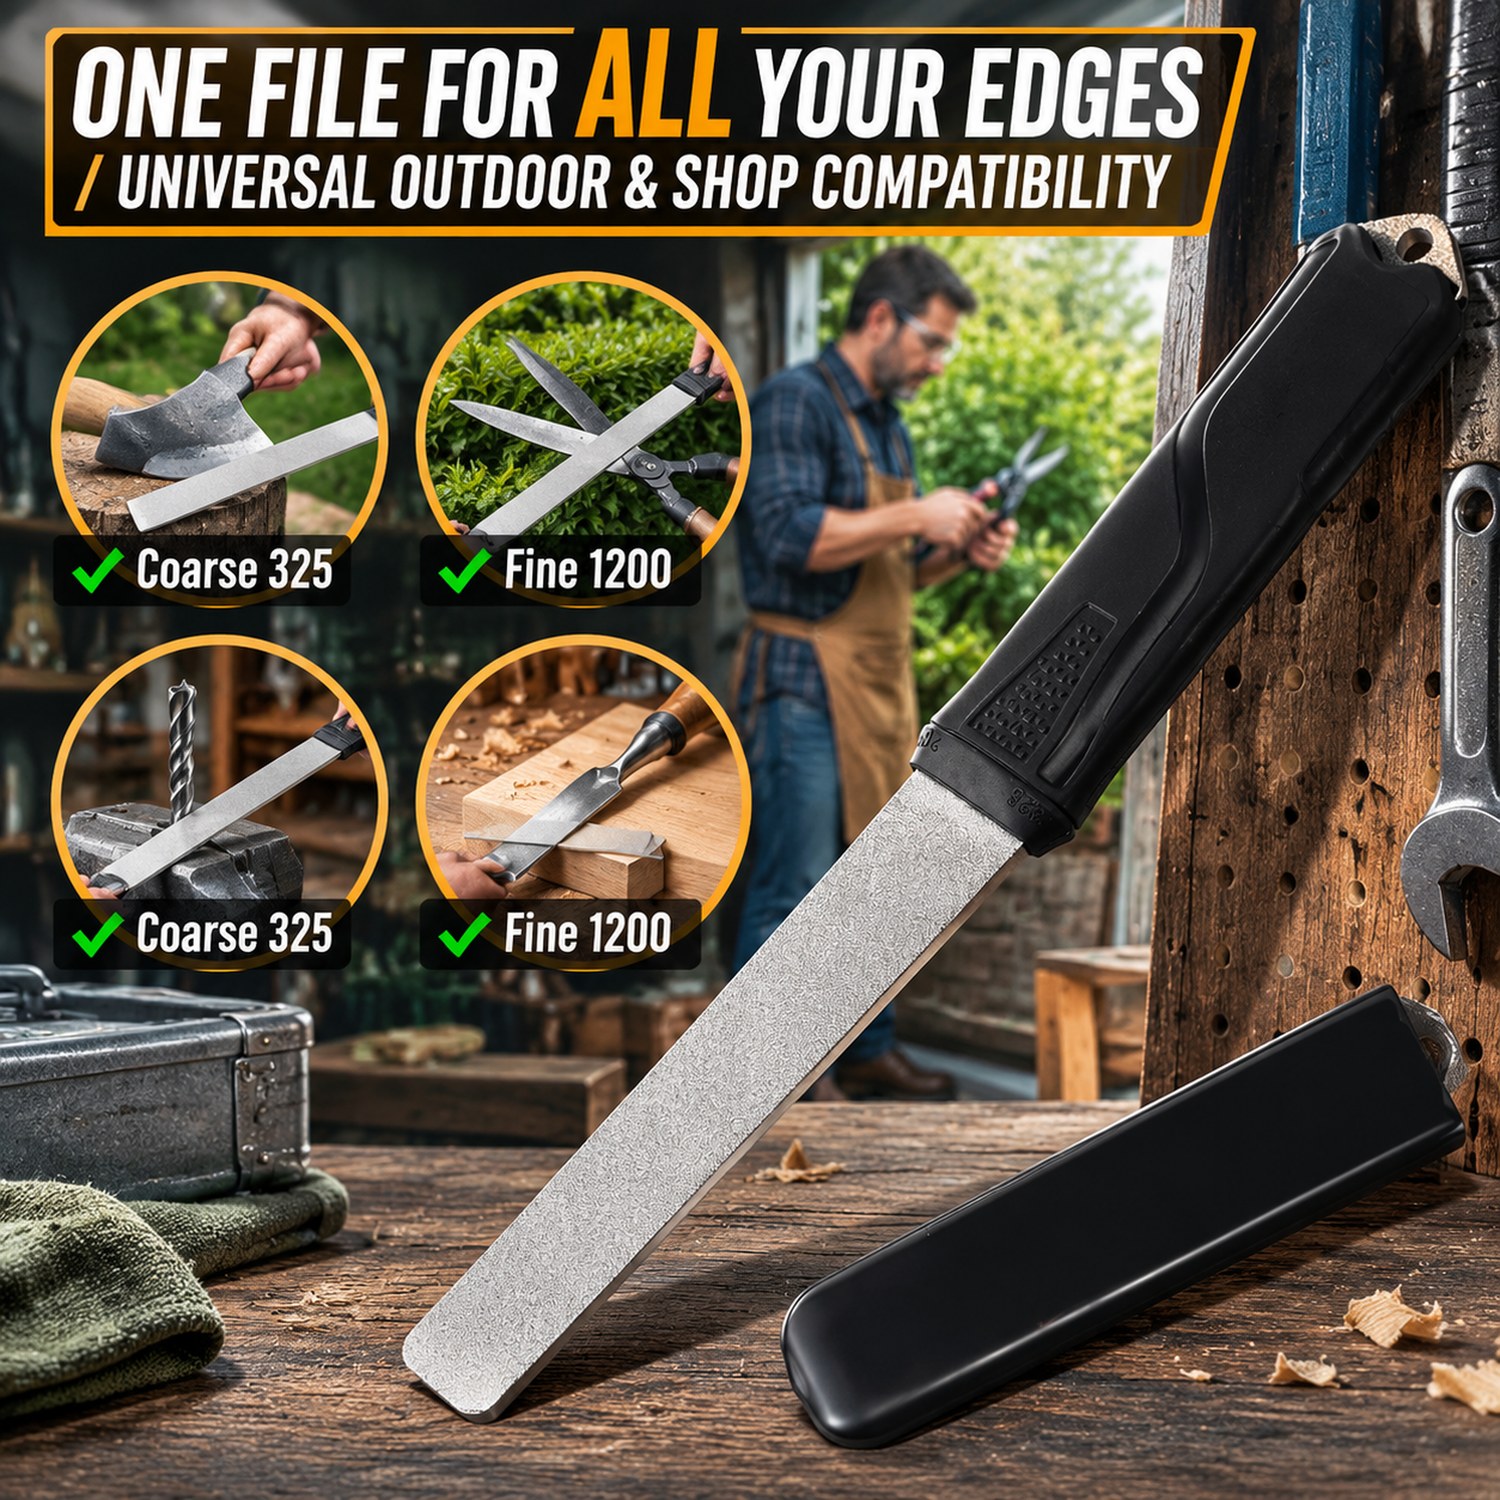 ONE FILE FOR ALL YOUR EDGES
/ UNIVERSAL OUTDOOR & SHOP COMPATIBILITY
Coarse 325
Fine 1200
Coarse 325
Fine 1200